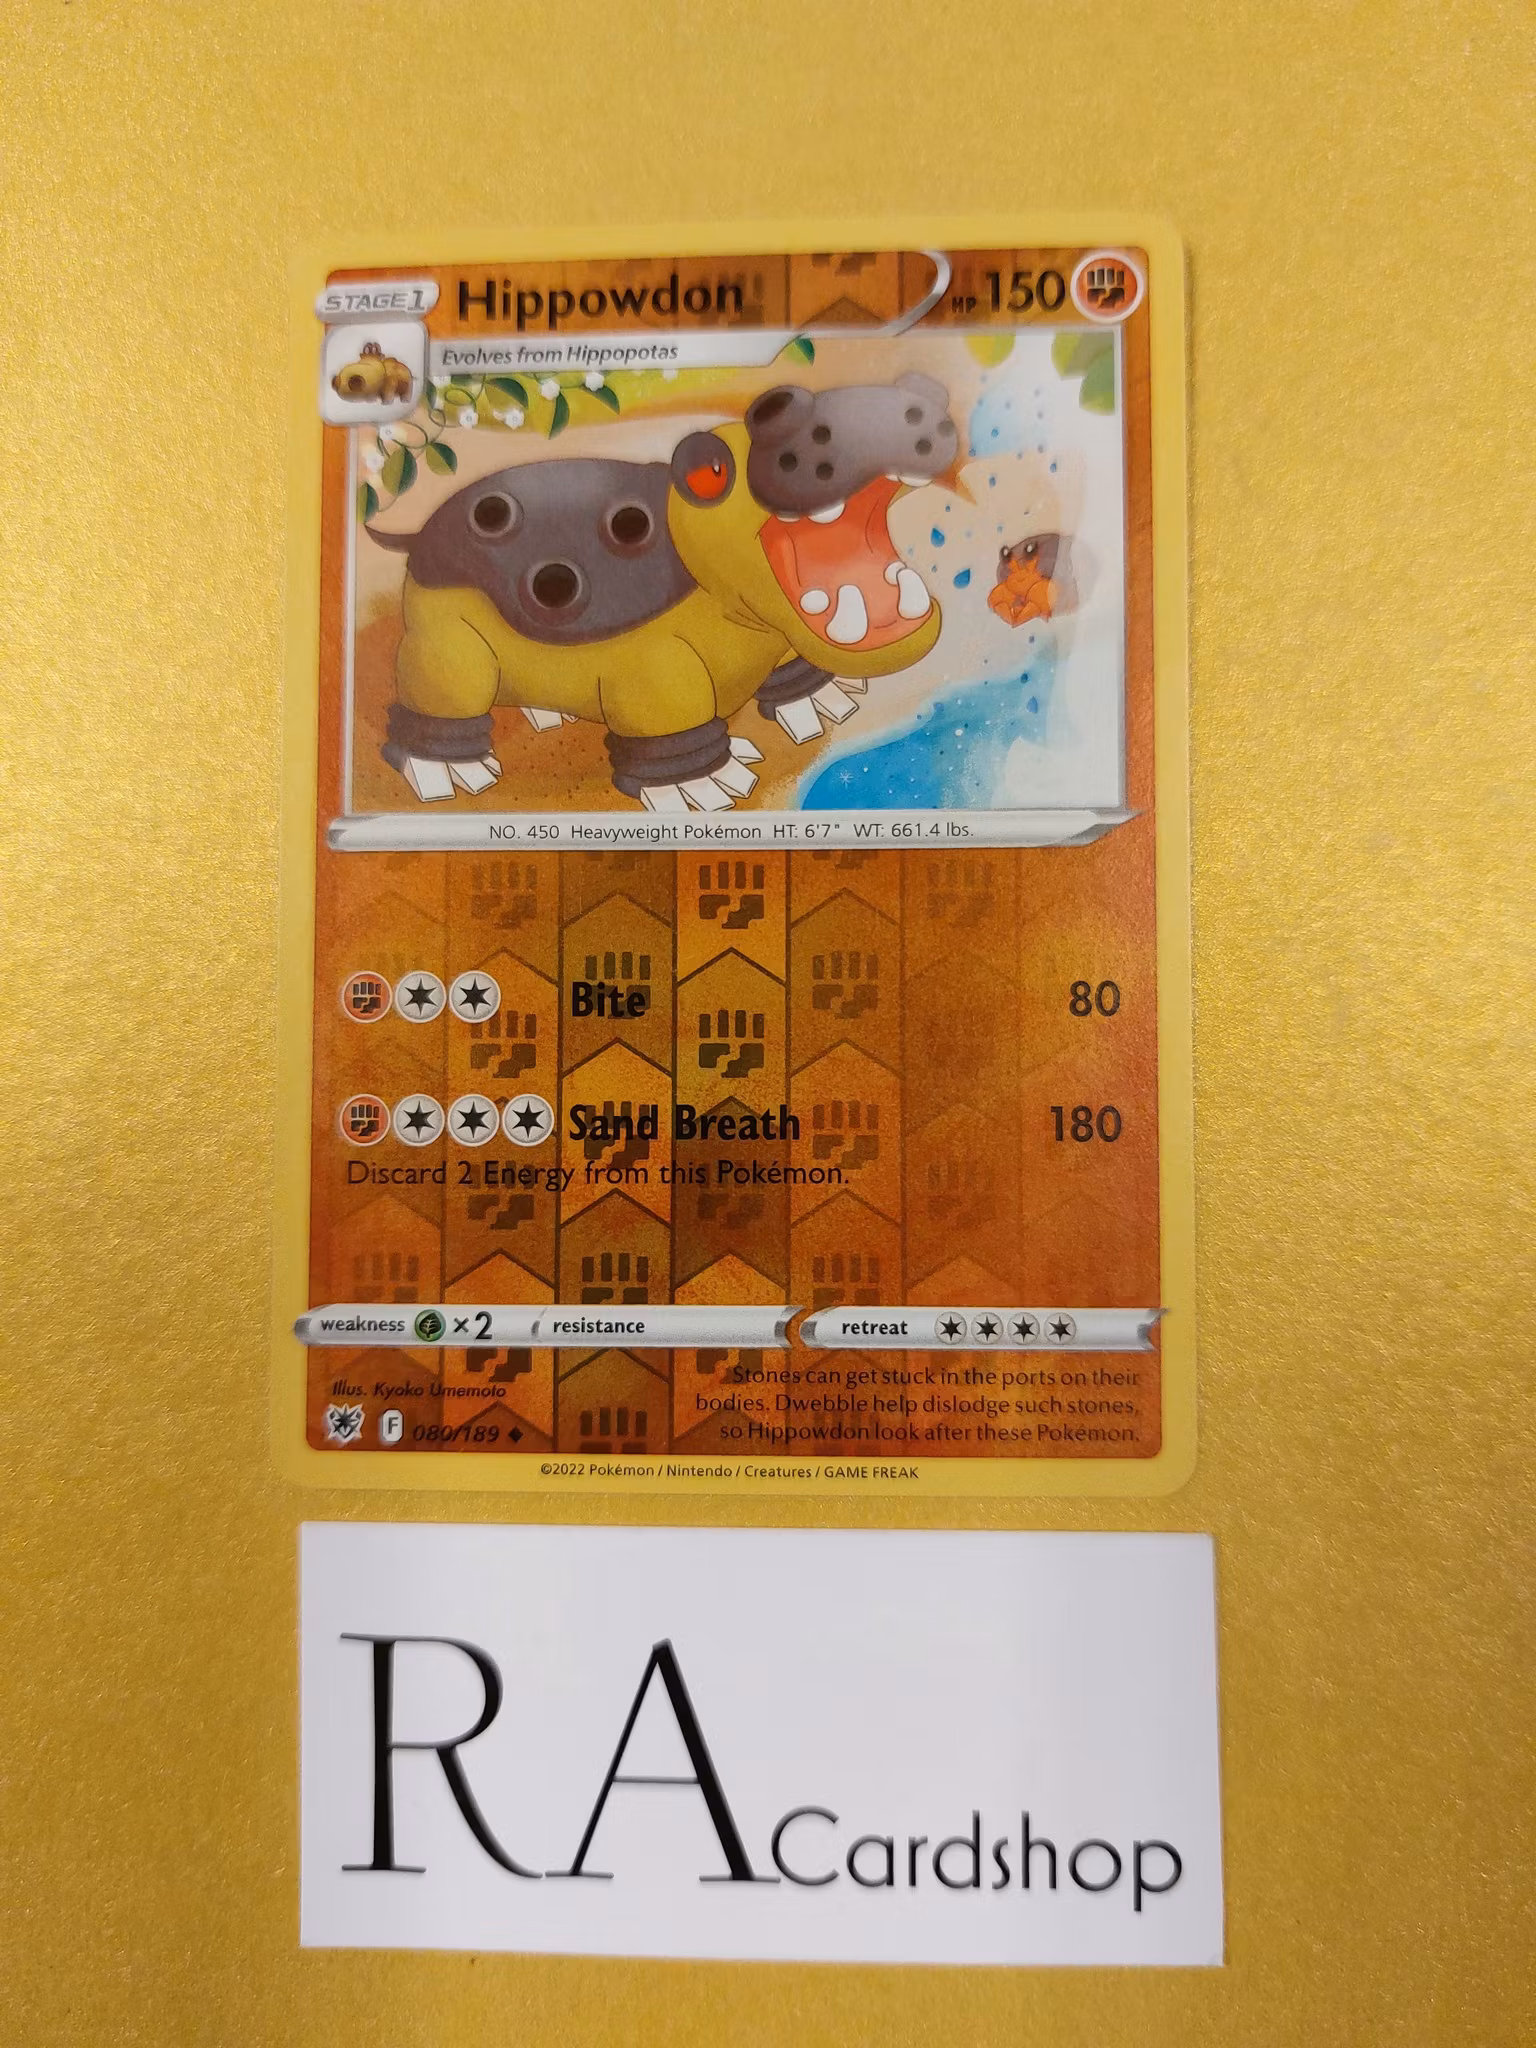 STAGE1
Hippowdon
HP 150
Evolves from Hippopotas
NO. 450 Heavyweight Pokémon HT: 6'7" WT: 661.4 lbs.
Bite 80
Sand Breath 180
Discard 2 Energy from this Pokémon.
weakness ×2 resistance retreat
Illus. Kyoko Umemoto
F 080/189
Stones can get stuck in the ports on their
bodies. Dwebble help dislodge such stones,
so Hippowdon look after these Pokémon.
©2022 Pokémon / Nintendo / Creatures / GAME FREAK
RA Cardshop